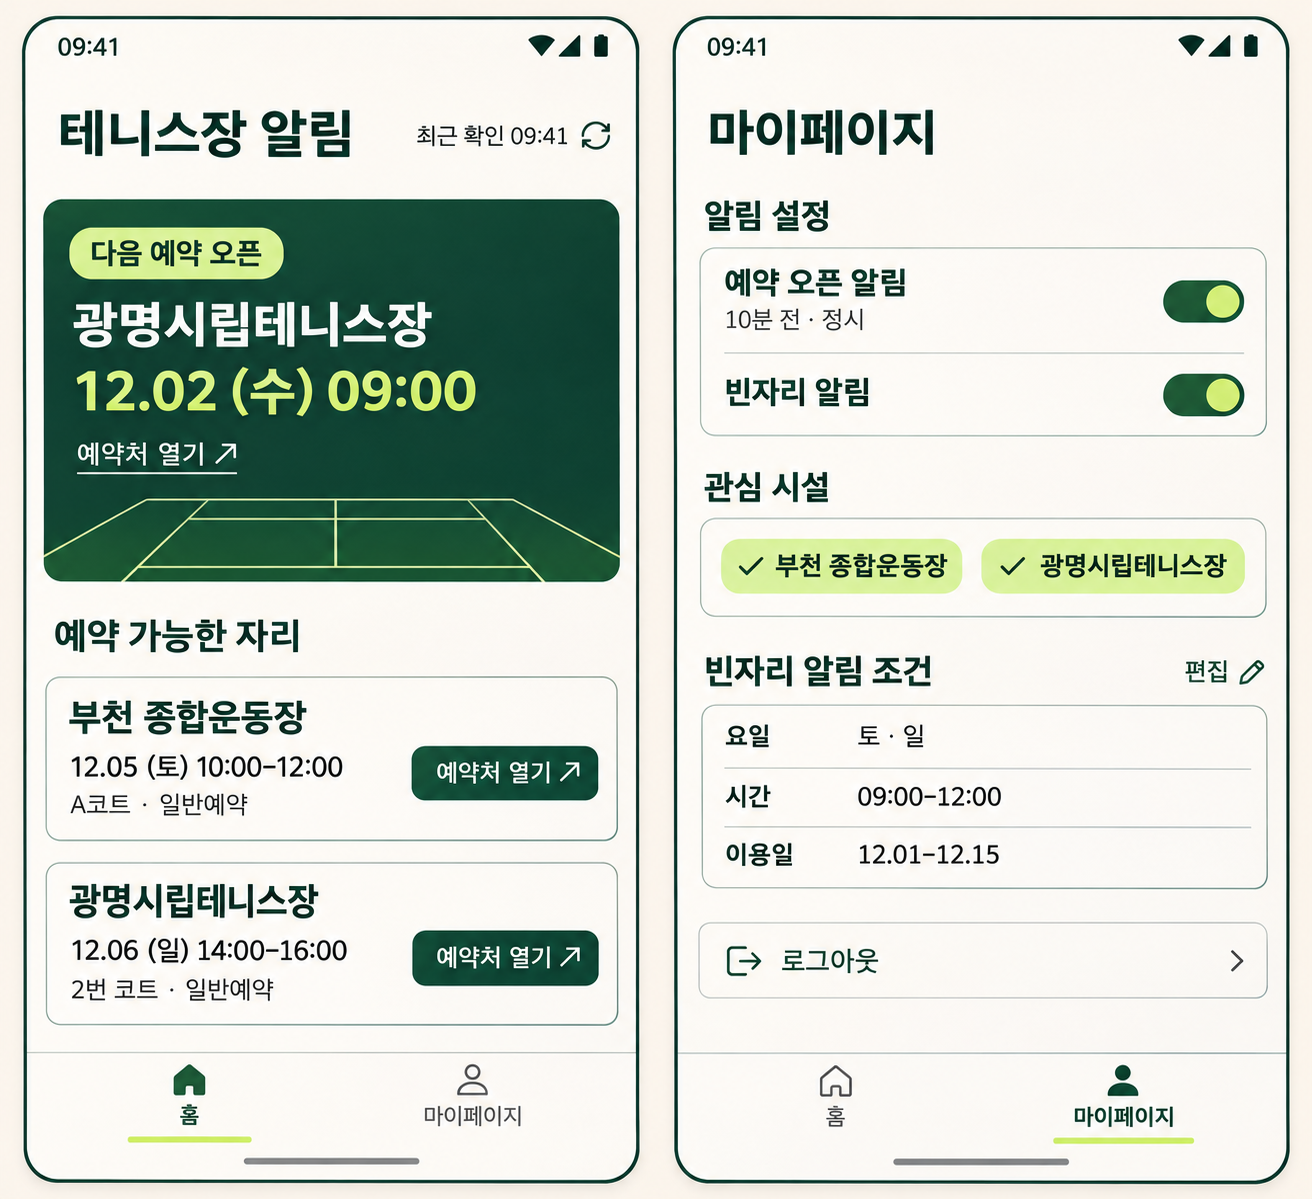 09:41
테니스장 알림
최근 확인 09:41
다음 예약 오픈
광명시립테니스장
12.02 (수) 09:00
예약처 열기 ↗
예약 가능한 자리
부천 종합운동장
12.05 (토) 10:00–12:00
A코트 · 일반예약
예약처 열기 ↗
광명시립테니스장
12.06 (일) 14:00–16:00
2번 코트 · 일반예약
예약처 열기 ↗
홈
마이페이지
09:41
마이페이지
알림 설정
예약 오픈 알림
10분 전 · 정시
빈자리 알림
관심 시설
부천 종합운동장
광명시립테니스장
빈자리 알림 조건
편집
요일 토 · 일
시간 09:00–12:00
이용일 12.01–12.15
로그아웃
홈
마이페이지